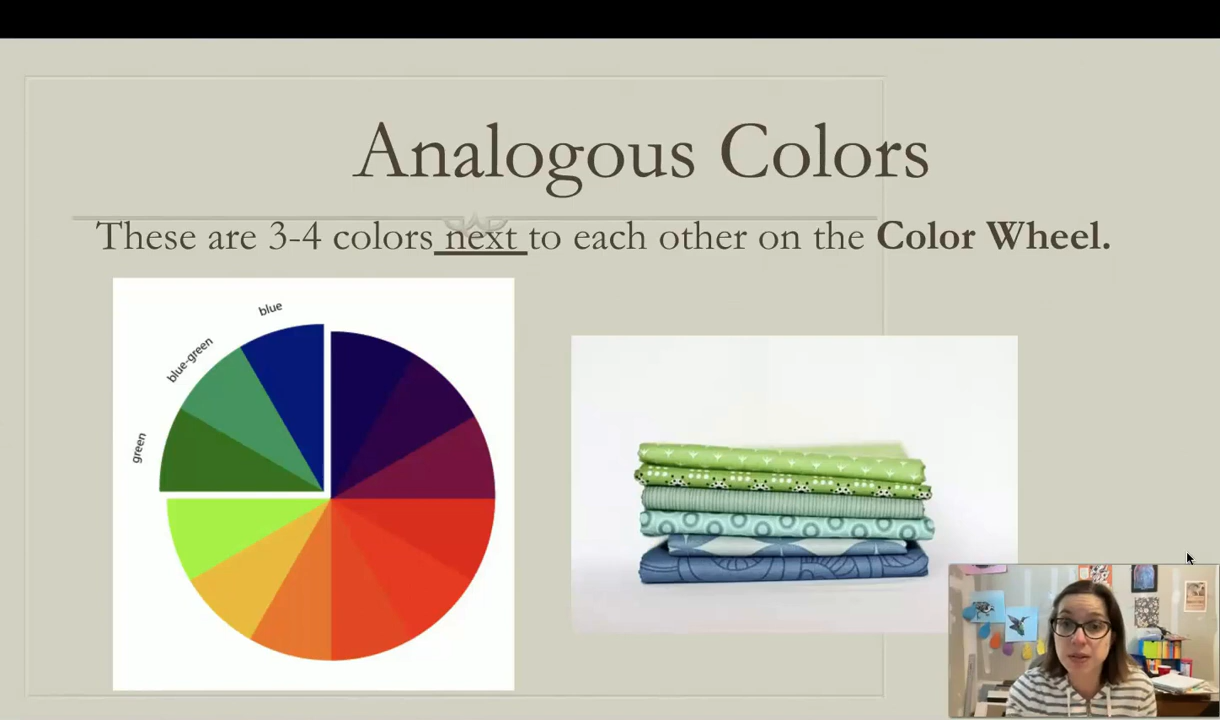 Analogous Colors
These are 3-4 colors next to each other on the Color Wheel.
blue
blue-green
green